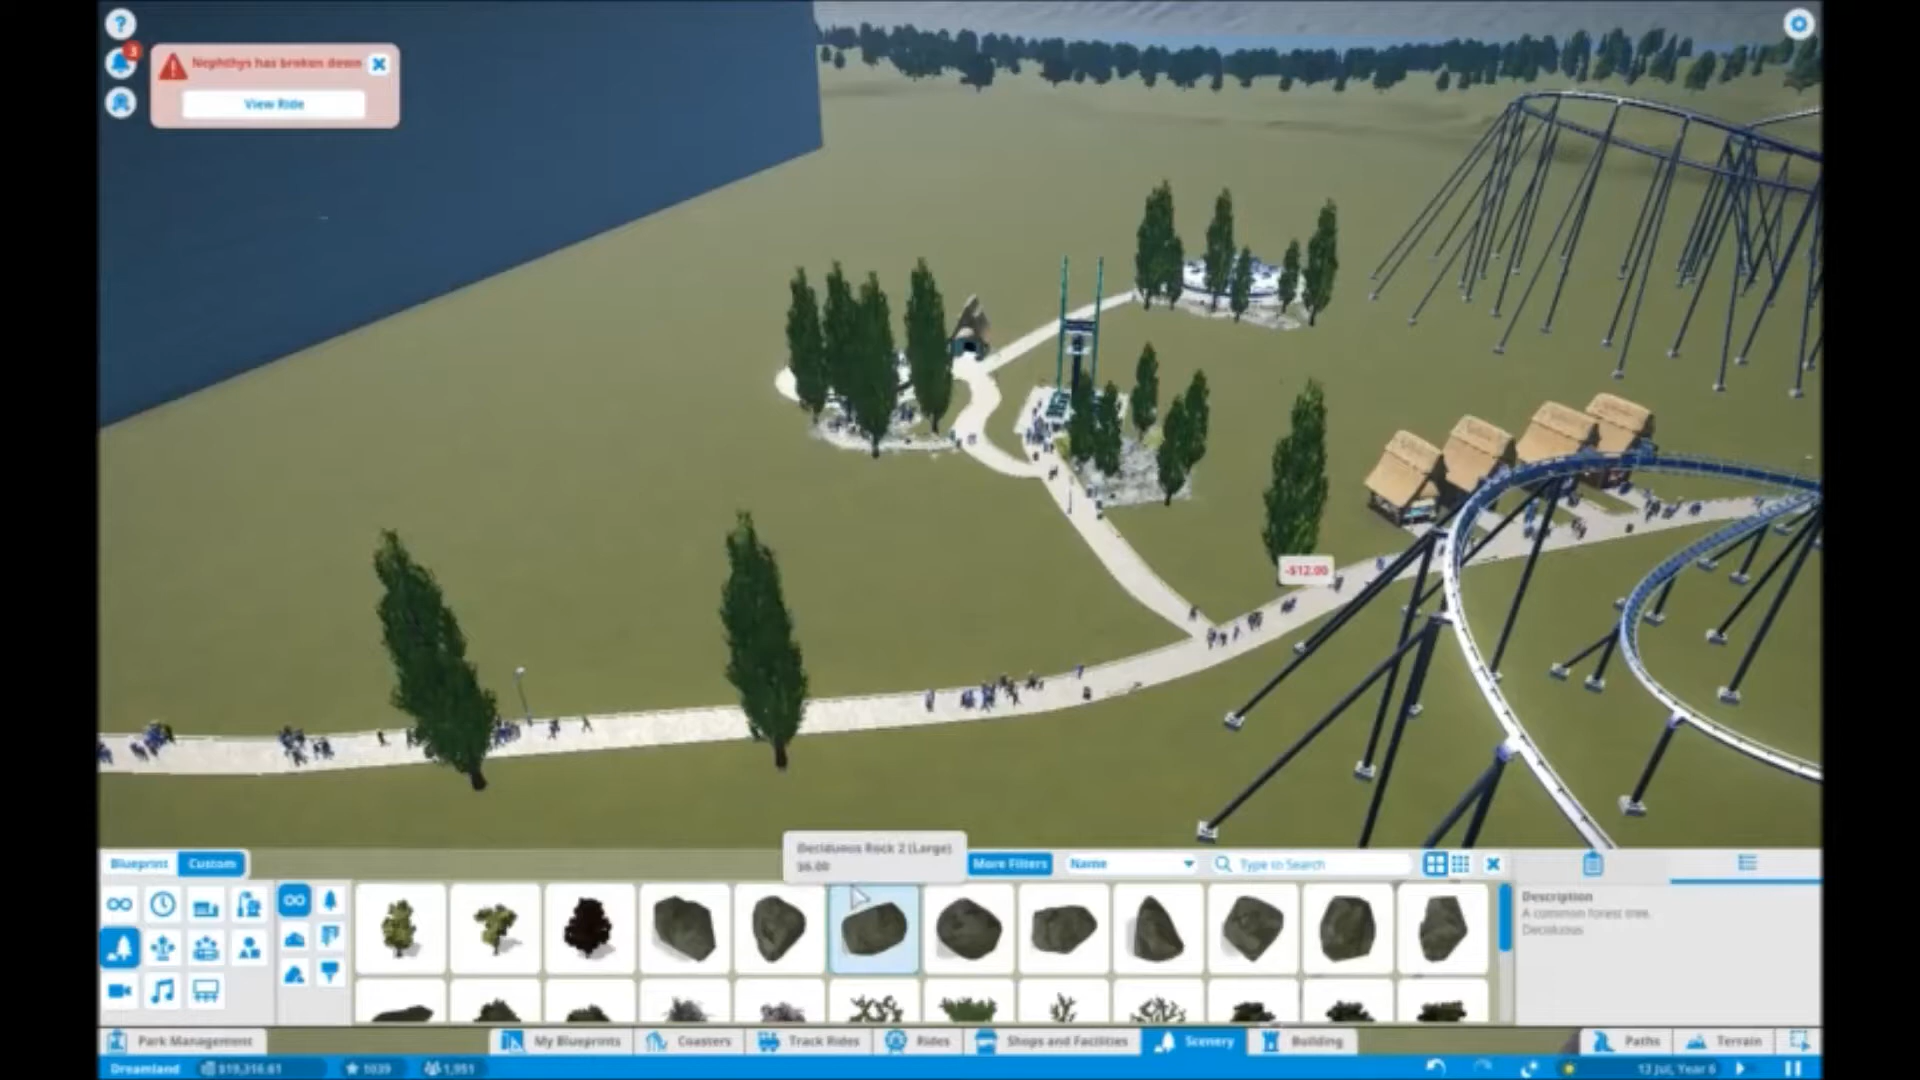 ?
3
Nephthys has broken down
View Ride
-$12.00
Deciduous Rock 2 (Large)
$6.00
Blueprint
Custom
More Filters
Name
Type to Search
Description
A common forest tree.
Deciduous
Park Management
My Blueprints
Coasters
Track Rides
Rides
Shops and Facilities
Scenery
Building
Paths
Terrain
Dreamland
$19,316.61
1039
1,951
13 Jul, Year 6